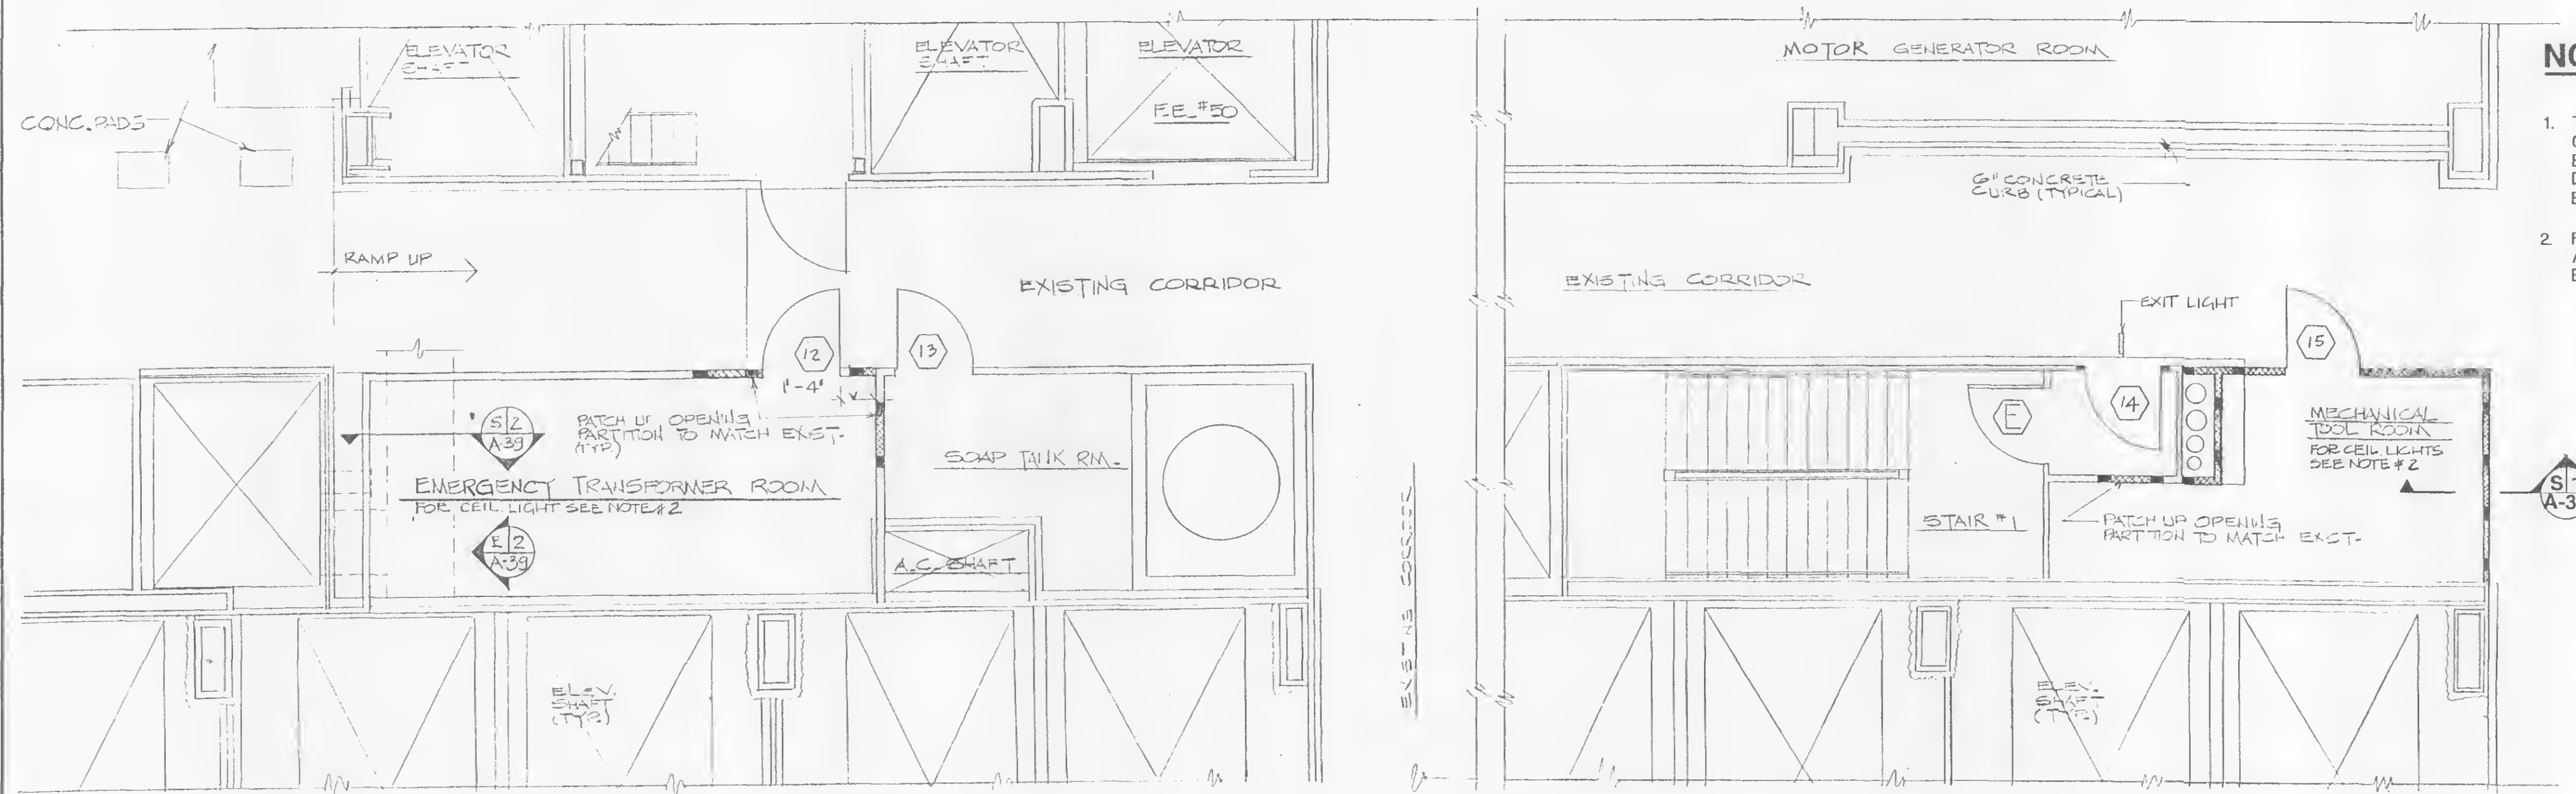 ELEVATOR
SHAFT
ELEVATOR
SHAFT
ELEVATOR
F.E. #50
CONC. PADS
RAMP UP
EXISTING CORRIDOR
12
13
1'-4"
S 2
A-39
PATCH UP OPENING
PARTITION TO MATCH EXIST.
(TYP.)
EMERGENCY TRANSFORMER ROOM
FOR CEIL. LIGHT SEE NOTE #2
E 2
A-39
SOAP TANK RM.
A.C. SHAFT
ELEV.
SHAFT
(TYP.)
EXISTING CORRIDOR
MOTOR GENERATOR ROOM
6" CONCRETE
CURB (TYPICAL)
EXISTING CORRIDOR
EXIT LIGHT
15
E
14
MECHANICAL
TOOL ROOM
FOR CEIL. LIGHTS
SEE NOTE #2
STAIR #1
PATCH UP OPENING
PARTITION TO MATCH EXIST.
ELEV.
SHAFT
(TYP.)
1.
2.